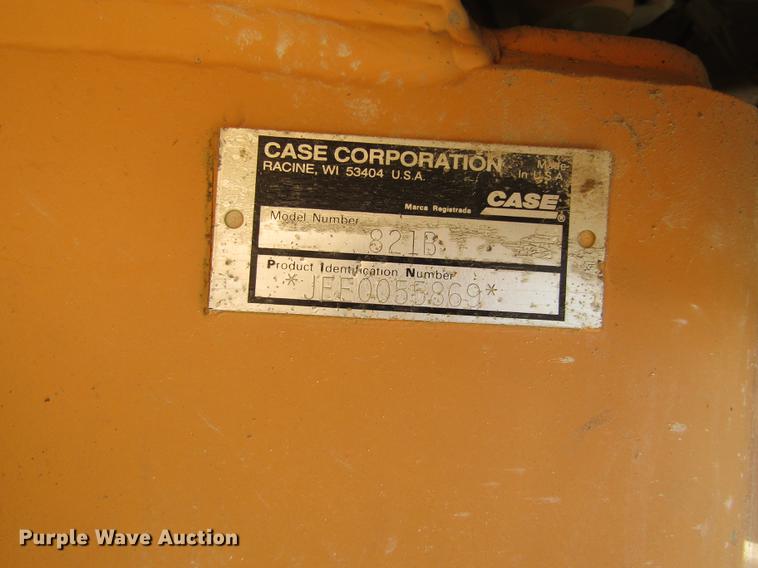 CASE CORPORATION
RACINE, WI 53404 U.S.A.
Made
In U.S.A.
Marca Registrada
CASE®
Model Number
821B
Product Identification Number
*JEE0055869*
Purple Wave Auction